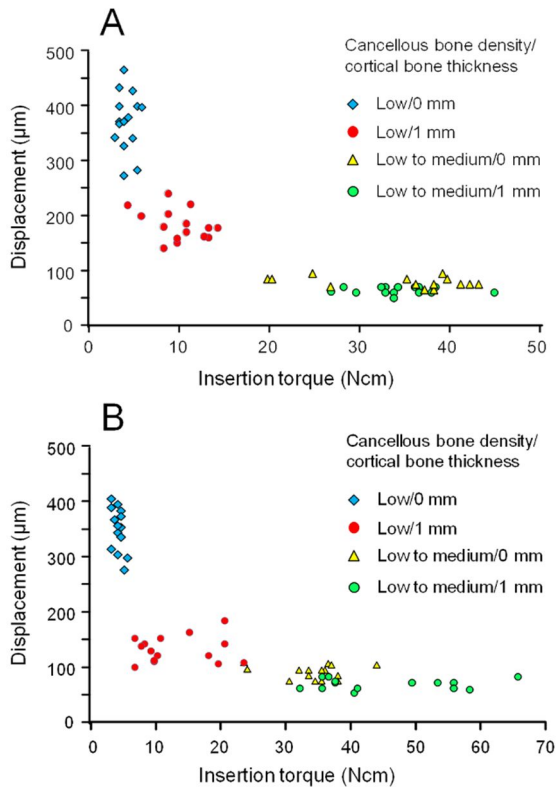 A
Cancellous bone density/
cortical bone thickness
Low/0 mm
Low/1 mm
Low to medium/0 mm
Low to medium/1 mm
Displacement (µm)
500
400
300
200
100
0
0 10 20 30 40 50
Insertion torque (Ncm)
B
Cancellous bone density/
cortical bone thickness
Low/0 mm
Low/1 mm
Low to medium/0 mm
Low to medium/1 mm
Displacement (µm)
500
400
300
200
100
0
0 10 20 30 40 50 60 70
Insertion torque (Ncm)